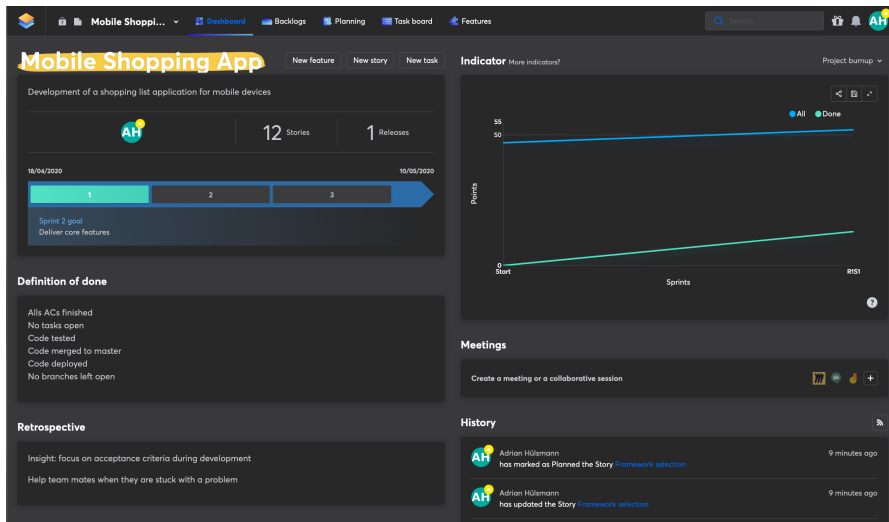 Mobile Shoppi...
Dashboard
Backlogs
Planning
Task board
Features
Search
AH
Mobile Shopping App
New feature
New story
New task
Development of a shopping list application for mobile devices
AH
12 Stories
1 Releases
18/04/2020
10/05/2020
1
2
3
Sprint 2 goal
Deliver core features
Definition of done
Alls ACs finished
No tasks open
Code tested
Code merged to master
Code deployed
No branches left open
Retrospective
Insight: focus on acceptance criteria during development
Help team mates when they are stuck with a problem
Indicator More indicators?
Project burnup
All
Done
55
50
Points
0
Start
R1S1
Sprints
?
Meetings
Create a meeting or a collaborative session
+
History
AH
Adrian Hülsmann
9 minutes ago
has marked as Planned the Story Framework selection
AH
Adrian Hülsmann
9 minutes ago
has updated the Story Framework selection